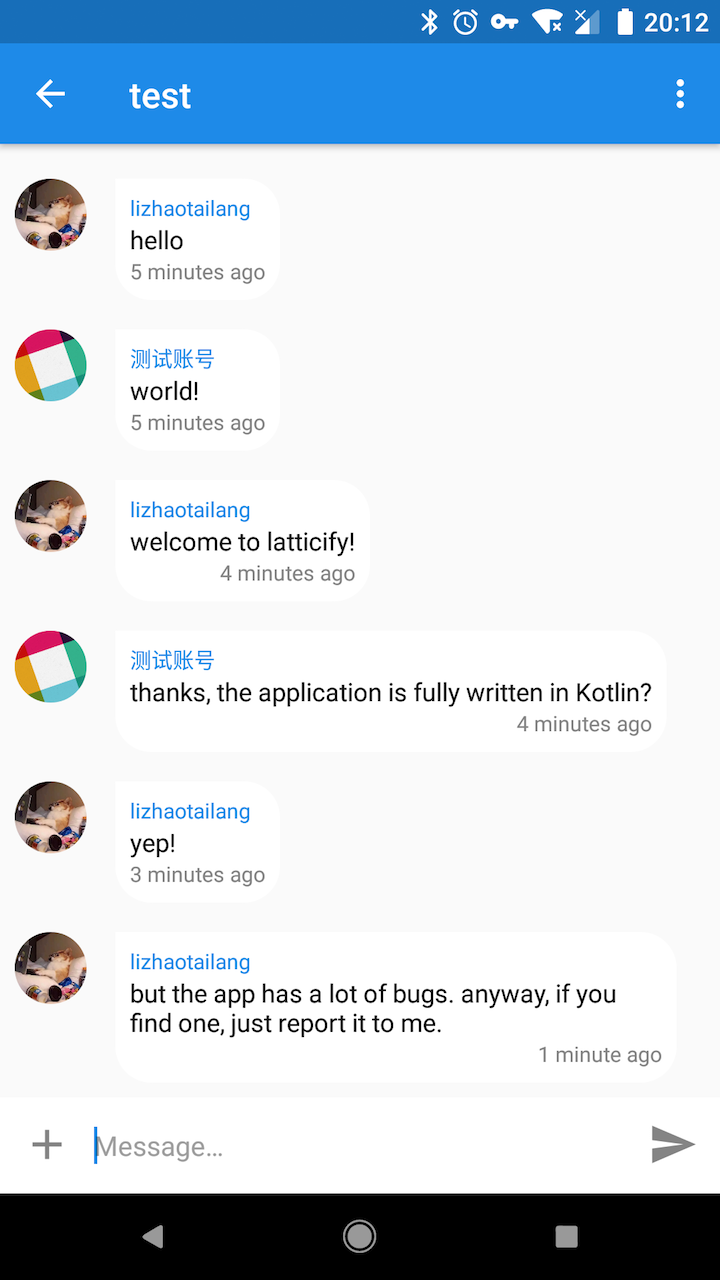 20:12
test
lizhaotailang
hello
5 minutes ago
测试账号
world!
5 minutes ago
lizhaotailang
welcome to latticify!
4 minutes ago
测试账号
thanks, the application is fully written in Kotlin?
4 minutes ago
lizhaotailang
yep!
3 minutes ago
lizhaotailang
but the app has a lot of bugs. anyway, if you
find one, just report it to me.
1 minute ago
Message…